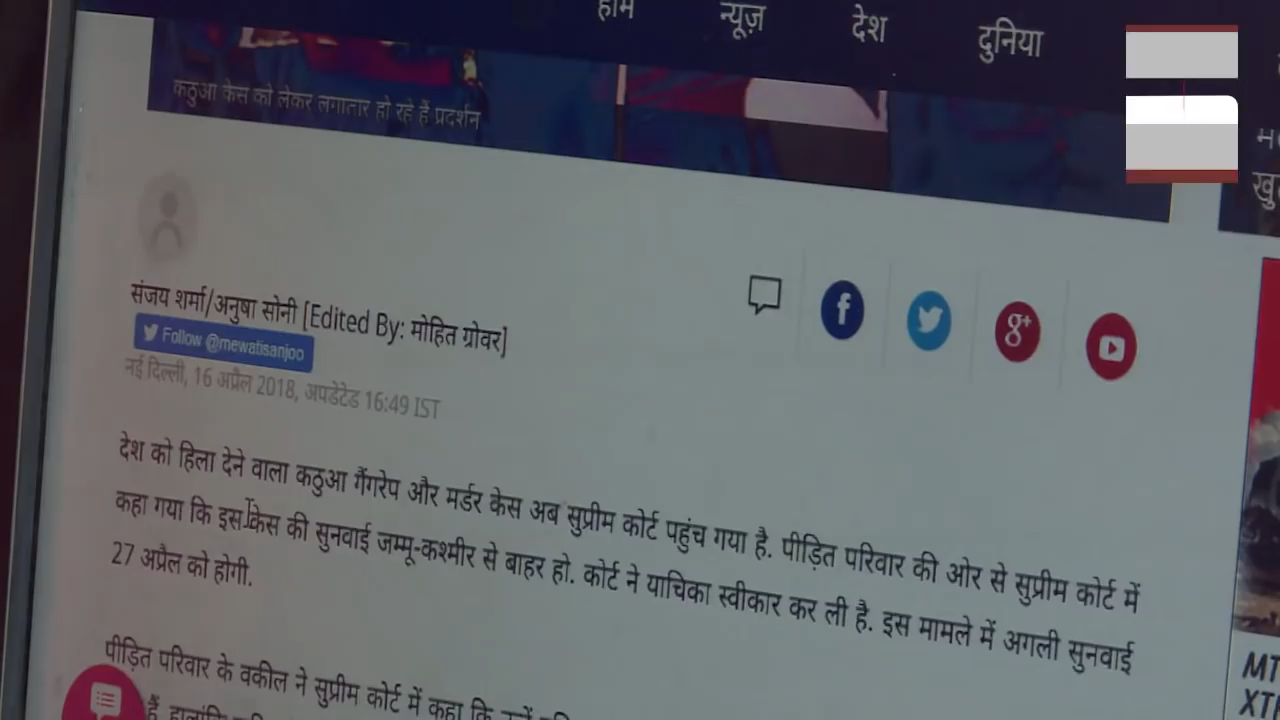 होम न्यूज़ देश दुनिया
कठुआ केस को लेकर लगातार हो रहे हैं प्रदर्शन
संजय शर्मा/अनुषा सोनी [Edited By: मोहित ग्रोवर]
Follow @mewatisanjoo
नई दिल्ली, 16 अप्रैल 2018, अपडेटेड 16:49 IST
देश को हिला देने वाला कठुआ गैंगरेप और मर्डर केस अब सुप्रीम कोर्ट पहुंच गया है. पीड़ित परिवार की ओर से सुप्रीम कोर्ट में
कहा गया कि इस केस की सुनवाई जम्मू-कश्मीर से बाहर हो. कोर्ट ने याचिका स्वीकार कर ली है. इस मामले में अगली सुनवाई
27 अप्रैल को होगी.
पीड़ित परिवार के वकील ने सुप्रीम कोर्ट में कहा कि
MT
XT